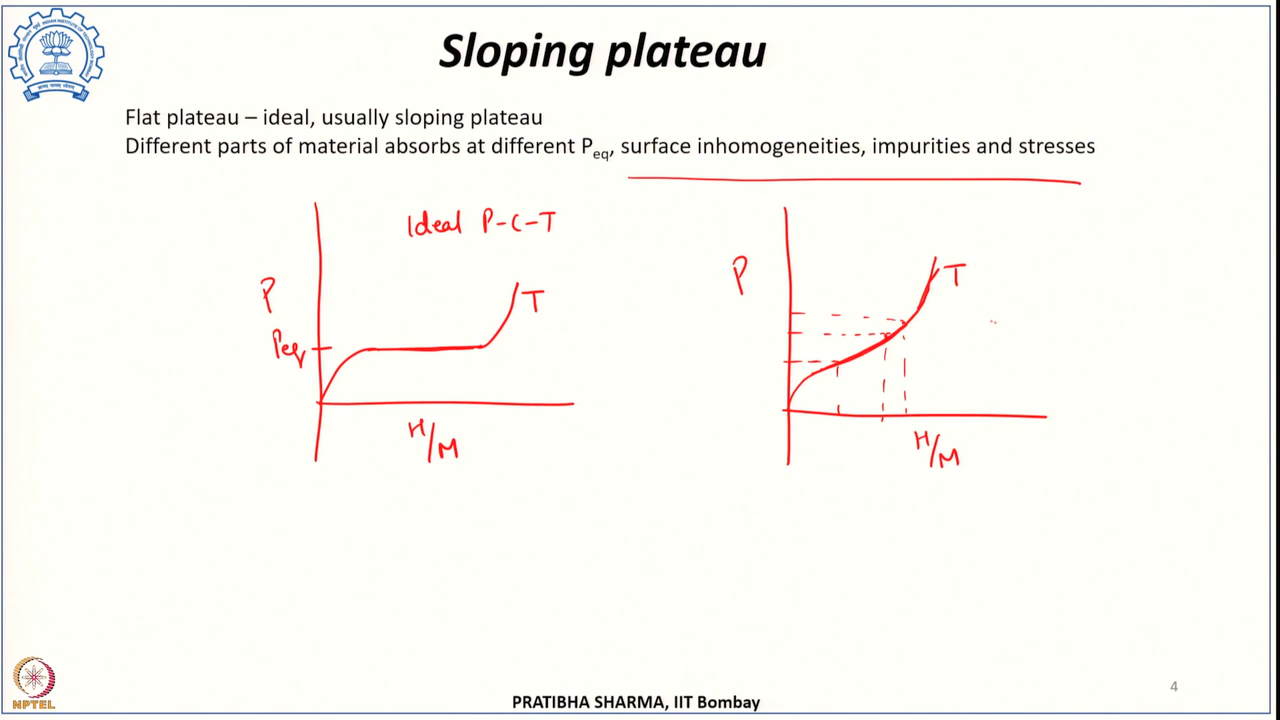 Sloping plateau
Flat plateau – ideal, usually sloping plateau
Different parts of material absorbs at different Peq, surface inhomogeneities, impurities and stresses
Ideal P-C-T
P
T
Peq
H/M
P
T
H/M
4
NPTEL
PRATIBHA SHARMA, IIT Bombay